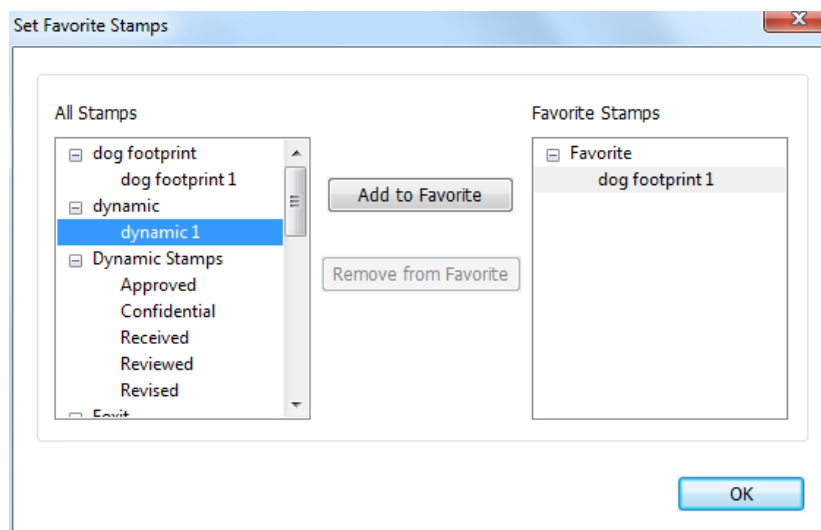 Set Favorite Stamps
All Stamps
dog footprint
dog footprint 1
dynamic
dynamic 1
Dynamic Stamps
Approved
Confidential
Received
Reviewed
Revised
Foxit
Add to Favorite
Remove from Favorite
Favorite Stamps
Favorite
dog footprint 1
OK